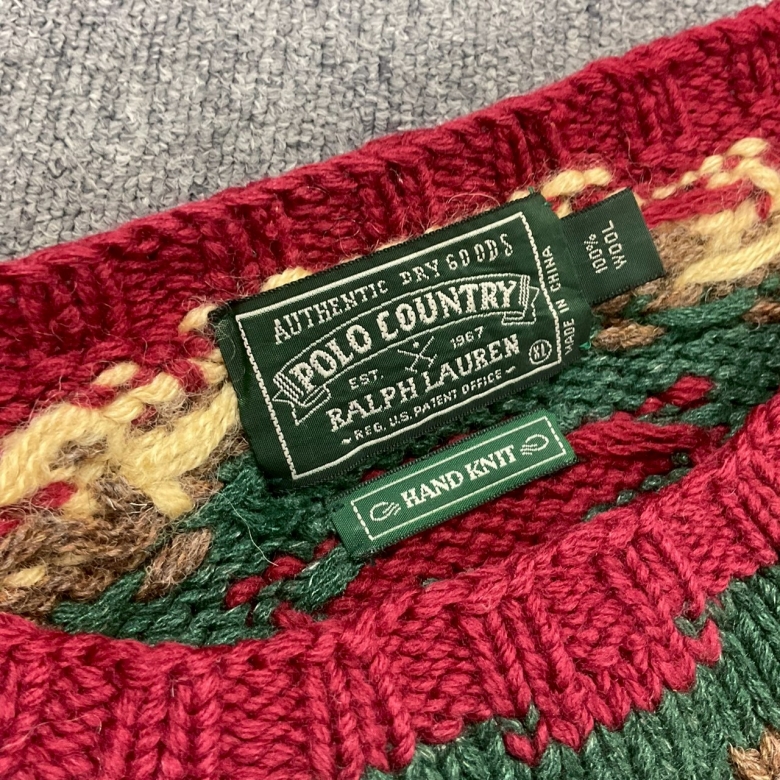 AUTHENTIC DRY GOODS
POLO COUNTRY
EST. 1967
RALPH LAUREN
REG. U.S. PATENT OFFICE
XL
MADE IN CHINA
100%
WOOL
HAND KNIT